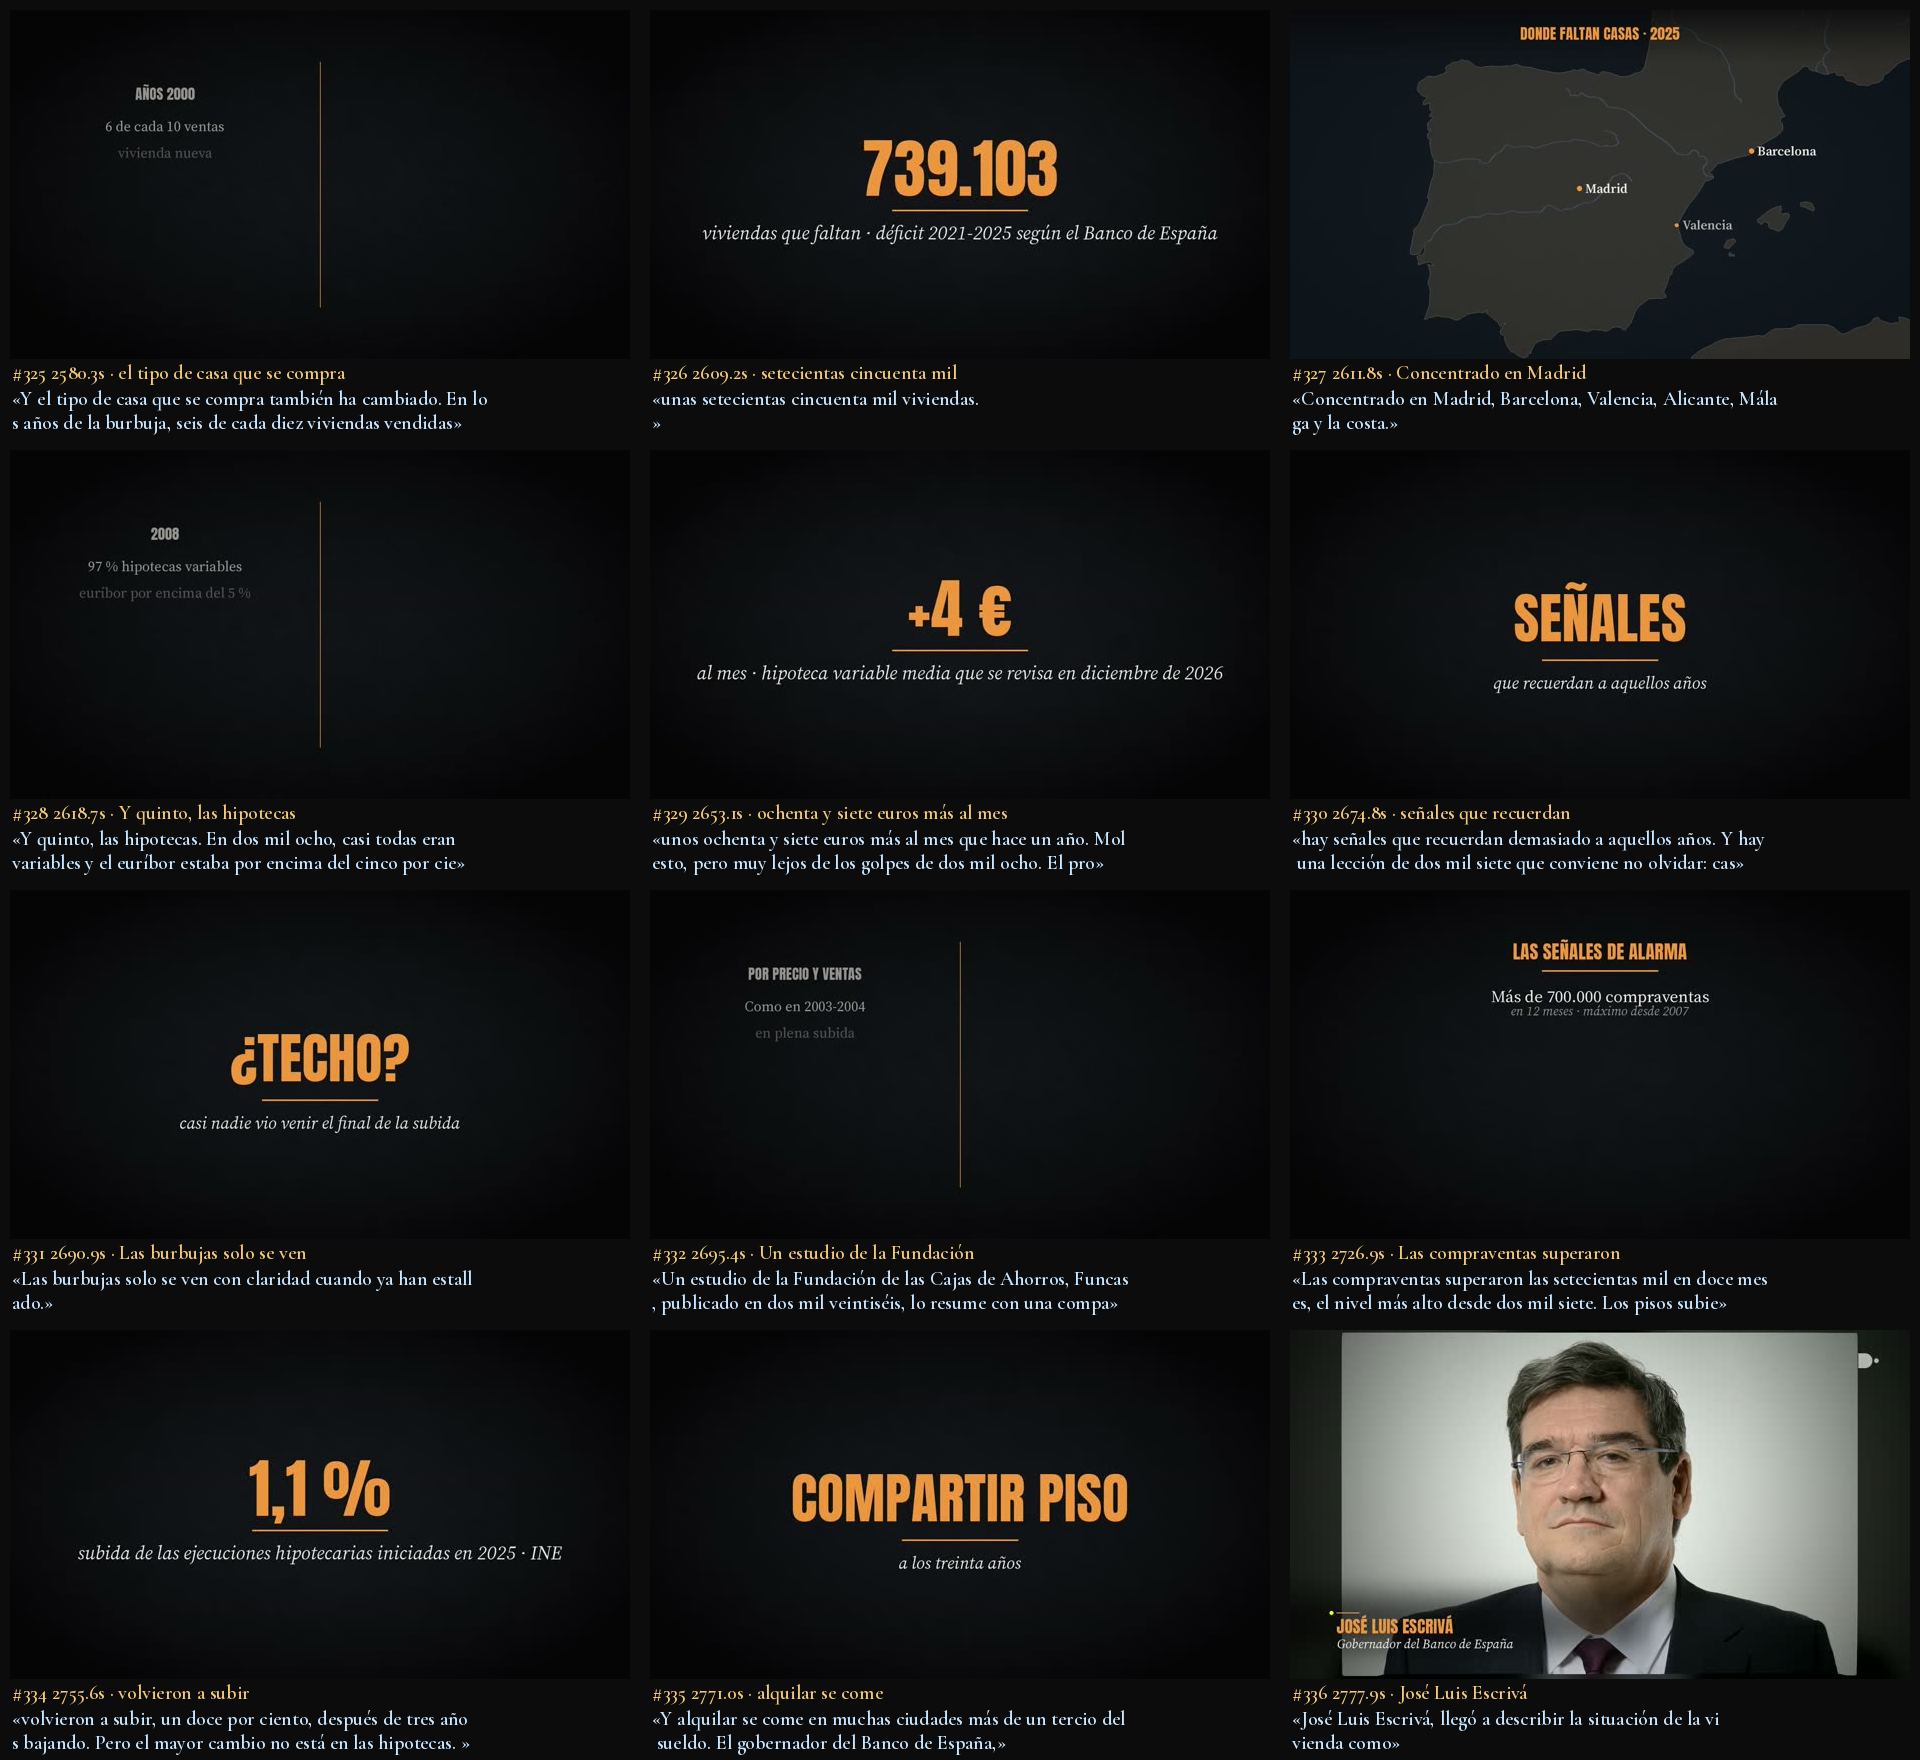 AÑOS 2000
6 de cada 10 ventas
vivienda nueva
#325 2580.3s · el tipo de casa que se compra
«Y el tipo de casa que se compra también ha cambiado. En lo
s años de la burbuja, seis de cada diez viviendas vendidas»
739.103
viviendas que faltan · déficit 2021-2025 según el Banco de España
#326 2609.2s · setecientas cincuenta mil
«unas setecientas cincuenta mil viviendas.
»
DONDE FALTAN CASAS · 2025
Barcelona
Madrid
Valencia
#327 2611.8s · Concentrado en Madrid
«Concentrado en Madrid, Barcelona, Valencia, Alicante, Mála
ga y la costa.»
2008
97 % hipotecas variables
euríbor por encima del 5 %
#328 2618.7s · Y quinto, las hipotecas
«Y quinto, las hipotecas. En dos mil ocho, casi todas eran
variables y el euríbor estaba por encima del cinco por cie»
+4 €
al mes · hipoteca variable media que se revisa en diciembre de 2026
#329 2653.1s · ochenta y siete euros más al mes
«unos ochenta y siete euros más al mes que hace un año. Mol
esto, pero muy lejos de los golpes de dos mil ocho. El pro»
SEÑALES
que recuerdan a aquellos años
#330 2674.8s · señales que recuerdan
«hay señales que recuerdan demasiado a aquellos años. Y hay
una lección de dos mil siete que conviene no olvidar: cas»
¿TECHO?
casi nadie vio venir el final de la subida
#331 2690.9s · Las burbujas solo se ven
«Las burbujas solo se ven con claridad cuando ya han estall
ado.»
POR PRECIO Y VENTAS
Como en 2003-2004
en plena subida
#332 2695.4s · Un estudio de la Fundación
«Un estudio de la Fundación de las Cajas de Ahorros, Funcas
, publicado en dos mil veintiséis, lo resume con una compa»
LAS SEÑALES DE ALARMA
Más de 700.000 compraventas
en 12 meses · máximo desde 2007
#333 2726.9s · Las compraventas superaron
«Las compraventas superaron las setecientas mil en doce mes
es, el nivel más alto desde dos mil siete. Los pisos subie»
1,1 %
subida de las ejecuciones hipotecarias iniciadas en 2025 · INE
#334 2755.6s · volvieron a subir
«volvieron a subir, un doce por ciento, después de tres año
s bajando. Pero el mayor cambio no está en las hipotecas. »
COMPARTIR PISO
a los treinta años
#335 2771.0s · alquilar se come
«Y alquilar se come en muchas ciudades más de un tercio del
sueldo. El gobernador del Banco de España,»
JOSÉ LUIS ESCRIVÁ
Gobernador del Banco de España
#336 2777.9s · José Luis Escrivá
«José Luis Escrivá, llegó a describir la situación de la vi
vienda como»